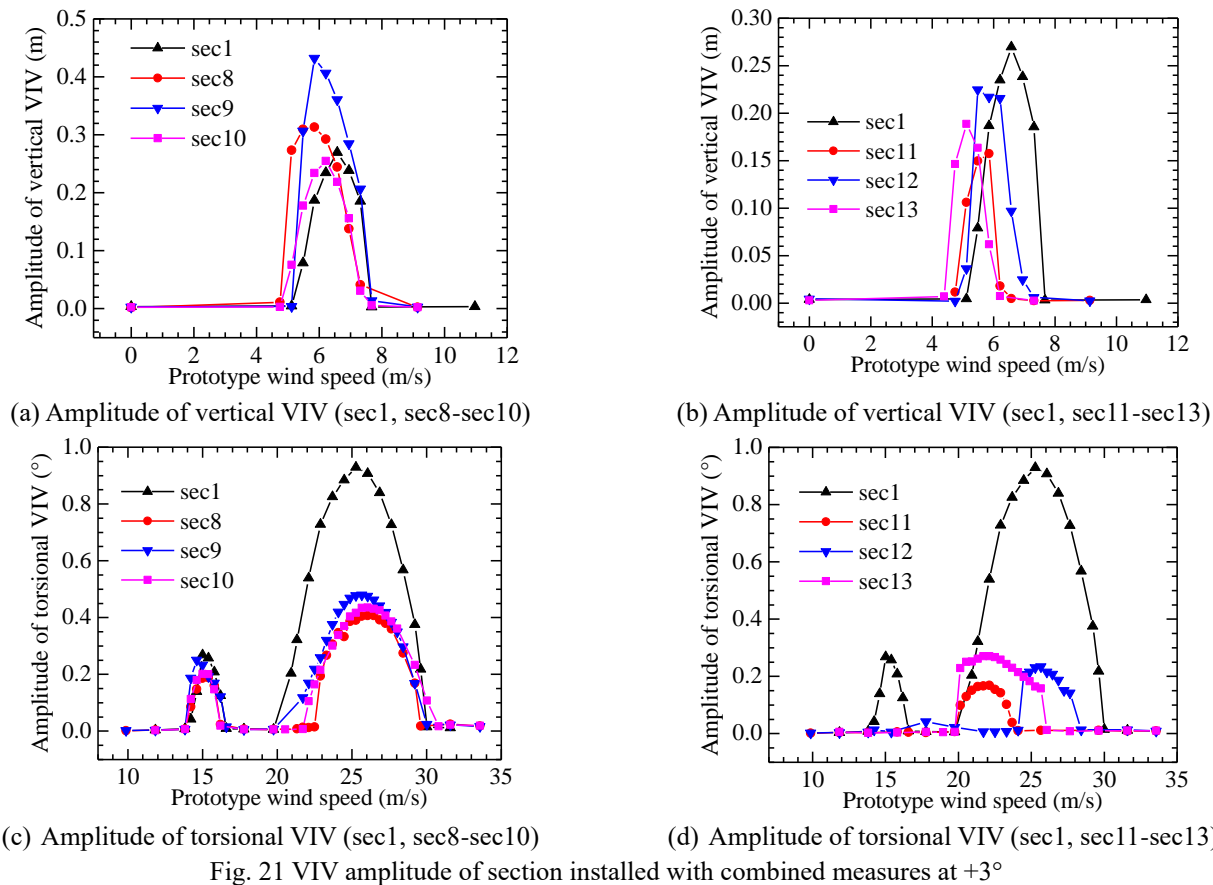 Amplitude of vertical VIV (m)
0.5
0.4
0.3
0.2
0.1
0.0
sec1
sec8
sec9
sec10
0 2 4 6 8 10 12
Prototype wind speed (m/s)
(a) Amplitude of vertical VIV (sec1, sec8-sec10)
Amplitude of vertical VIV (m)
0.30
0.25
0.20
0.15
0.10
0.05
0.00
sec1
sec11
sec12
sec13
0 2 4 6 8 10 12
Prototype wind speed (m/s)
(b) Amplitude of vertical VIV (sec1, sec11-sec13)
Amplitude of torsional VIV (°)
1.0
0.8
0.6
0.4
0.2
0.0
sec1
sec8
sec9
sec10
10 15 20 25 30 35
Prototype wind speed (m/s)
(c) Amplitude of torsional VIV (sec1, sec8-sec10)
Amplitude of torsional VIV (°)
1.0
0.8
0.6
0.4
0.2
0.0
sec1
sec11
sec12
sec13
10 15 20 25 30 35
Prototype wind speed (m/s)
(d) Amplitude of torsional VIV (sec1, sec11-sec13)
Fig. 21 VIV amplitude of section installed with combined measures at +3°